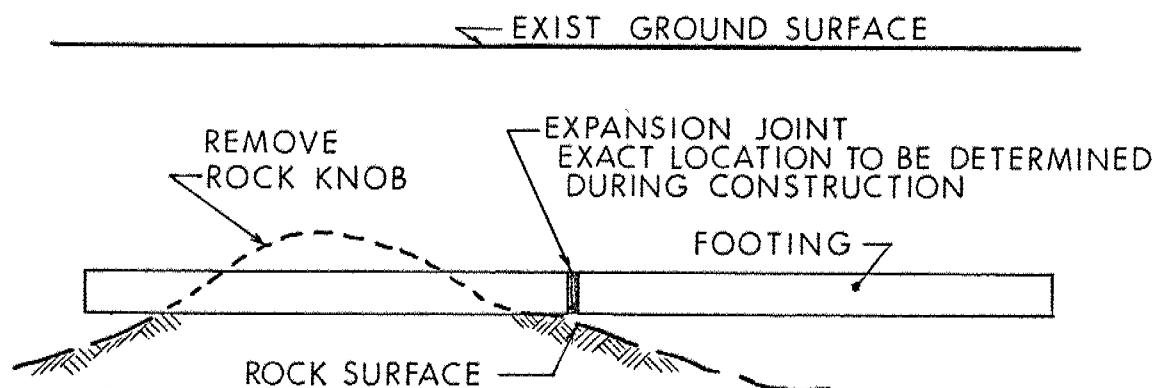 EXIST GROUND SURFACE
REMOVE
ROCK KNOB
EXPANSION JOINT
EXACT LOCATION TO BE DETERMINED
DURING CONSTRUCTION
FOOTING
ROCK SURFACE